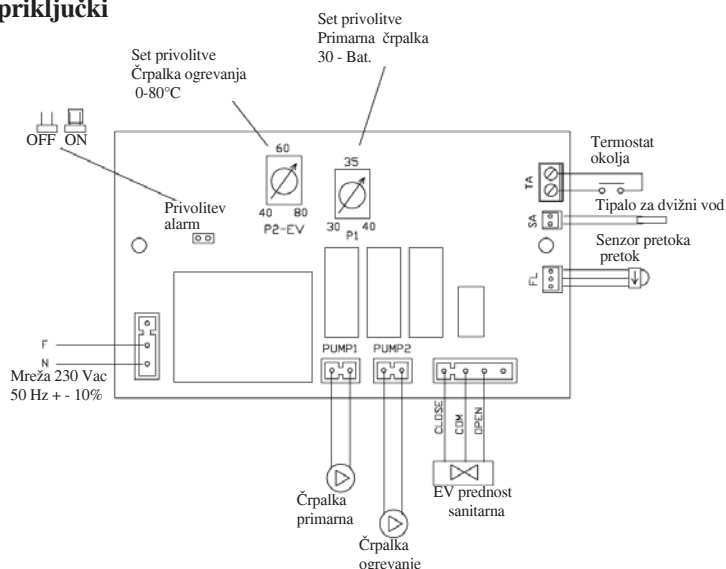 priključki
Set privolitve
Primarna črpalka
30 - Bat.
Set privolitve
Črpalka ogrevanja
0-80°C
OFF ON
60
40 80
P2-EV
35
30 40
P1
Privolitev
alarm
TA
Termostat
okolja
SA
Tipalo za dvižni vod
FL
Senzor pretoka
pretok
F
N
Mreža 230 Vac
50 Hz + - 10%
PUMP1 PUMP2
CLOSE
COM
OPEN
EV prednost
sanitarna
Črpalka
primarna
Črpalka
ogrevanje